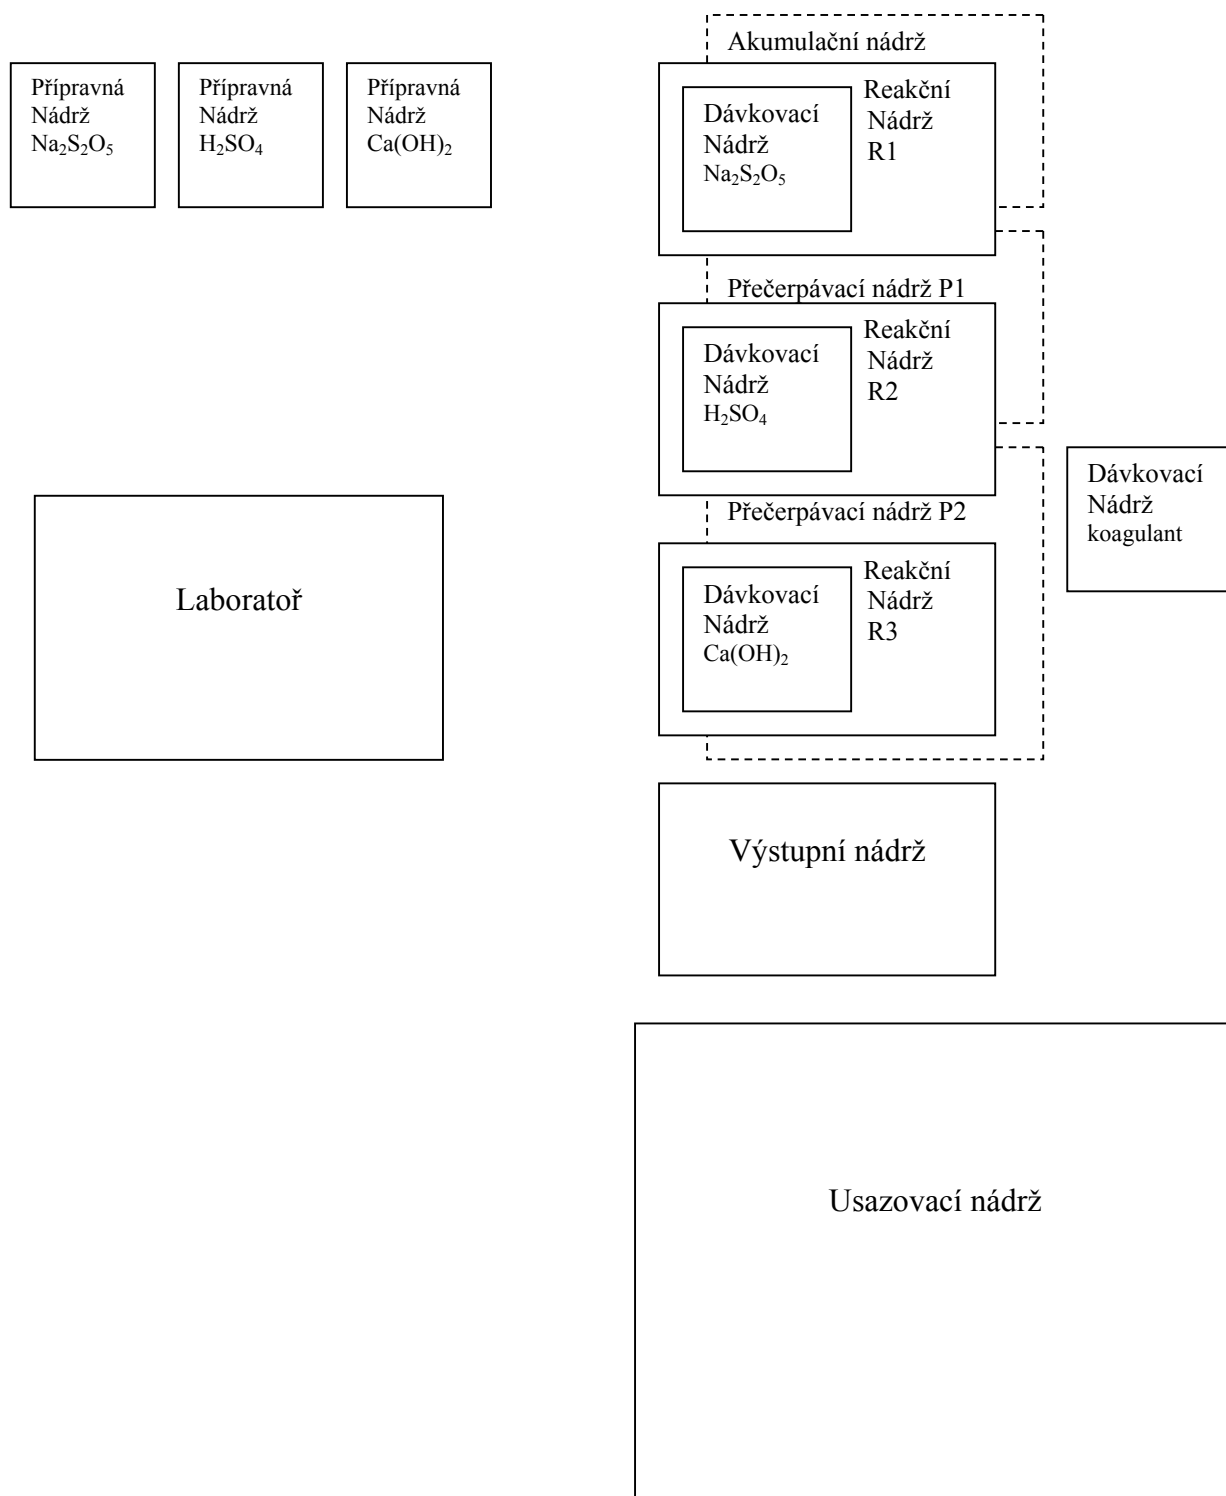 Akumulační nádrž
Přípravná
Nádrž
Na₂S₂O₅
Přípravná
Nádrž
H₂SO₄
Přípravná
Nádrž
Ca(OH)₂
Dávkovací
Nádrž
Na₂S₂O₅
Reakční
Nádrž
R1
Přečerpávací nádrž P1
Dávkovací
Nádrž
H₂SO₄
Reakční
Nádrž
R2
Dávkovací
Nádrž
koagulant
Přečerpávací nádrž P2
Laboratoř
Dávkovací
Nádrž
Ca(OH)₂
Reakční
Nádrž
R3
Výstupní nádrž
Usazovací nádrž